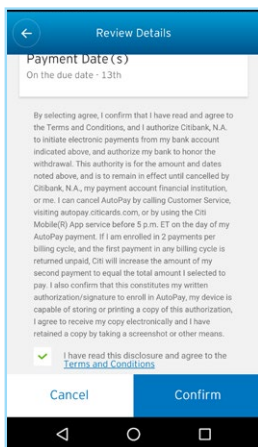 Review Details
Payment Date(s)
On the due date - 13th
By selecting agree, I confirm that I have read and agree to
the Terms and Conditions, and I authorize Citibank, N.A.
to initiate electronic payments from my bank account
indicated above, and authorize my bank to honor the
withdrawal. This authority is for the amount and dates
noted above, and is to remain in effect until cancelled by
Citibank, N.A., my payment account financial institution,
or me. I can cancel AutoPay by calling Customer Service,
visiting autopay.citicards.com, or by using the Citi
Mobile(R) App service before 5 p.m. ET on the day of my
AutoPay payment. If I am enrolled in 2 payments per
billing cycle, and the first payment in any billing cycle is
returned unpaid, Citi will increase the amount of my
second payment to equal the total amount I selected to
pay. I also confirm that this constitutes my written
authorization/signature to enroll in AutoPay, my device is
capable of storing or printing a copy of this authorization,
I agree to receive my copy electronically and I have
retained a copy by taking a screenshot or other means.
I have read this disclosure and agree to the
Terms and Conditions
Cancel
Confirm